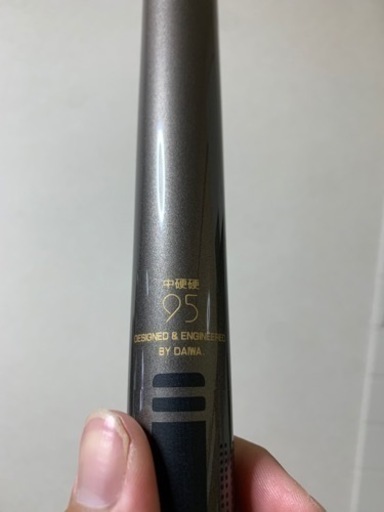 中硬硬
95
DESIGNED & ENGINEERED
BY DAIWA.